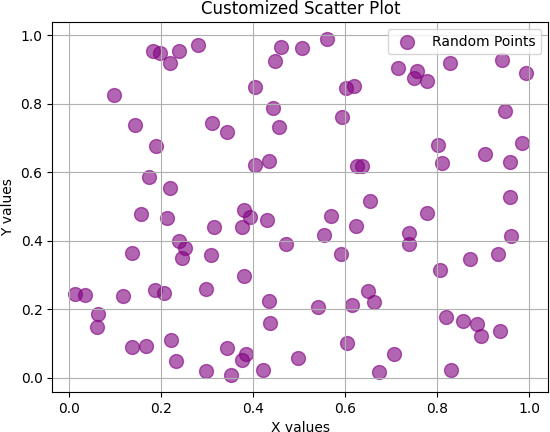 Customized Scatter Plot
Random Points
1.0
0.8
0.6
0.4
0.2
0.0
Y values
0.0 0.2 0.4 0.6 0.8 1.0
X values